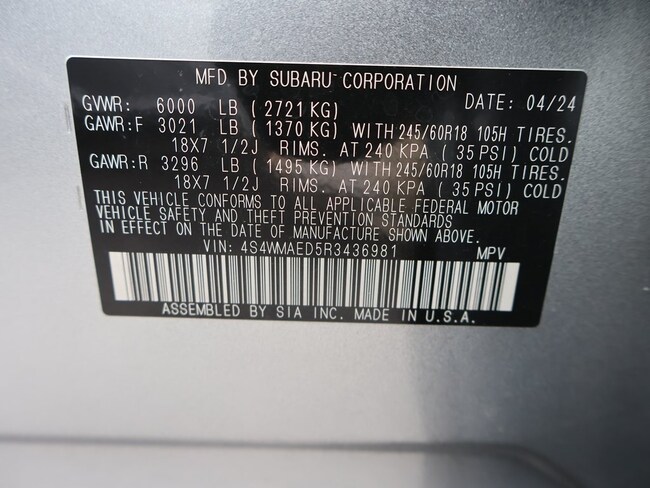 MFD. BY SUBARU CORPORATION
GVWR: 6000 LB ( 2721 KG) DATE: 04/24
GAWR:F 3021 LB ( 1370 KG) WITH 245/60R18 105H TIRES.
18X7 1/2J RIMS. AT 240 KPA ( 35 PSI) COLD
GAWR:R 3296 LB ( 1495 KG) WITH 245/60R18 105H TIRES.
18X7 1/2J RIMS. AT 240 KPA ( 35 PSI) COLD
THIS VEHICLE CONFORMS TO ALL APPLICABLE FEDERAL MOTOR
VEHICLE SAFETY AND THEFT PREVENTION STANDARDS
IN EFFECT ON THE DATE OF MANUFACTURE SHOWN ABOVE.
VIN: 4S4WMAED5R3436981 MPV
ASSEMBLED BY SIA INC. MADE IN U.S.A.